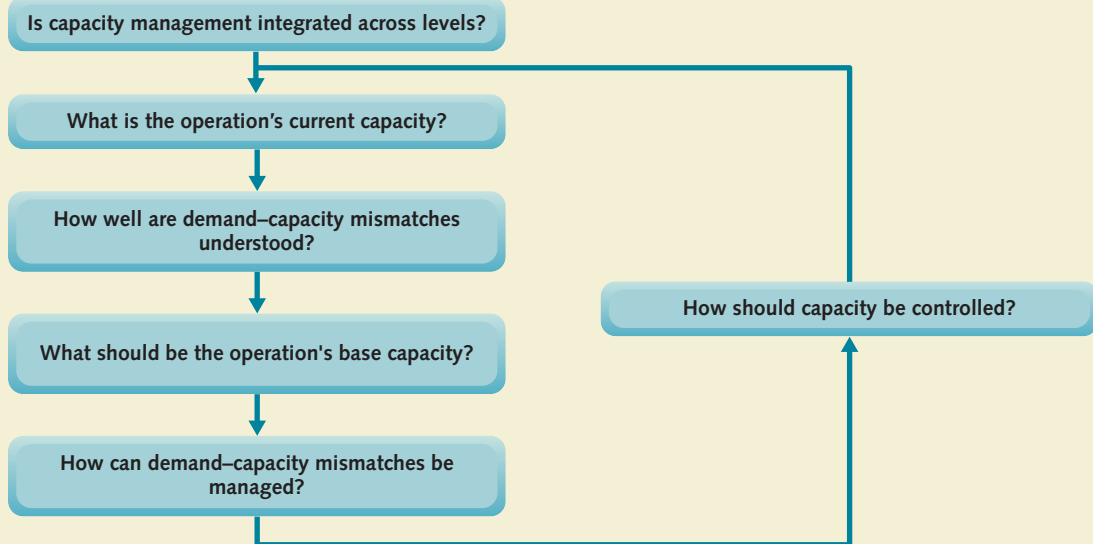 Is capacity management integrated across levels?
What is the operation’s current capacity?
How well are demand–capacity mismatches
understood?
What should be the operation's base capacity?
How can demand–capacity mismatches be
managed?
How should capacity be controlled?